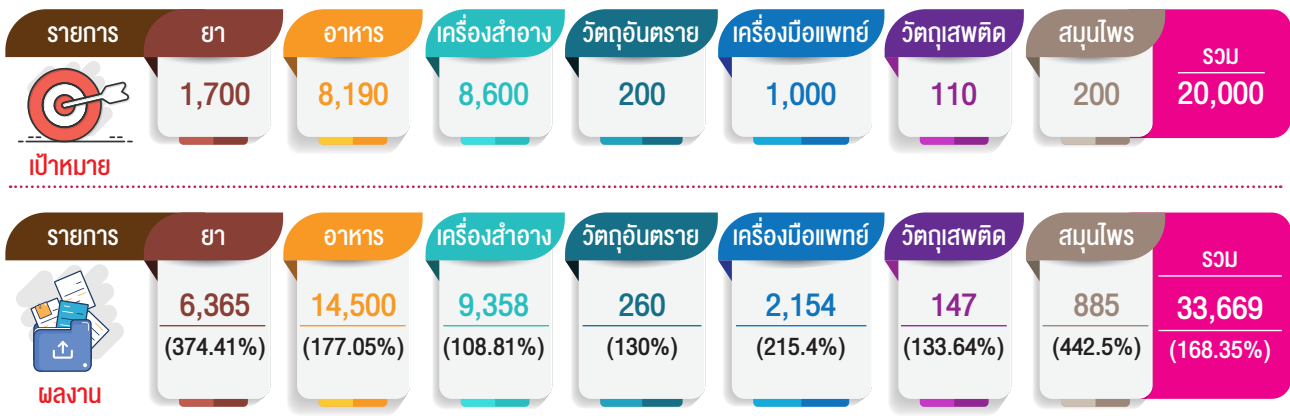 รายการ ยา อาหาร เครื่องสำอาง วัตถุอันตราย เครื่องมือแพทย์ วัตถุเสพติด สมุนไพร รวม
1,700 8,190 8,600 200 1,000 110 200 20,000
เป้าหมาย
รายการ ยา อาหาร เครื่องสำอาง วัตถุอันตราย เครื่องมือแพทย์ วัตถุเสพติด สมุนไพร รวม
6,365 14,500 9,358 260 2,154 147 885 33,669
(374.41%) (177.05%) (108.81%) (130%) (215.4%) (133.64%) (442.5%) (168.35%)
ผลงาน